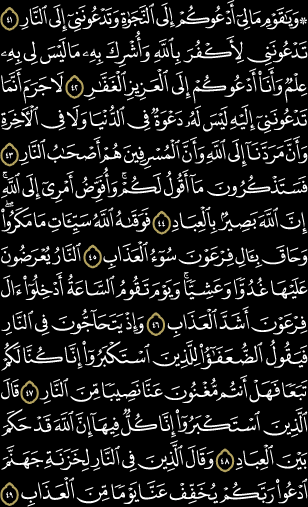 ۞وَيَٰقَوْمِ مَالِىٓ أَدْعُوكُمْ إِلَى ٱلنَّجَوٰةِ وَتَدْعُونَنِىٓ إِلَى ٱلنَّارِ ٤١
تَدْعُونَنِى لِأَكْفُرَ بِٱللَّهِ وَأُشْرِكَ بِهِۦ مَا لَيْسَ لِى بِهِۦ
عِلْمٌ وَأَنَا۠ أَدْعُوكُمْ إِلَى ٱلْعَزِيزِ ٱلْغَفَّٰرِ ٤٢ لَا جَرَمَ أَنَّمَا
تَدْعُونَنِىٓ إِلَيْهِ لَيْسَ لَهُۥ دَعْوَةٌ فِى ٱلدُّنْيَا وَلَا فِى ٱلْءَاخِرَةِ
وَأَنَّ مَرَدَّنَآ إِلَى ٱللَّهِ وَأَنَّ ٱلْمُسْرِفِينَ هُمْ أَصْحَٰبُ ٱلنَّارِ
٤٣ فَسَتَذْكُرُونَ مَآ أَقُولُ لَكُمْ ۚ وَأُفَوِّضُ أَمْرِىٓ إِلَى ٱللَّهِ ۚ
إِنَّ ٱللَّهَ بَصِيرٌۢ بِٱلْعِبَادِ ٤٤ فَوَقَىٰهُ ٱللَّهُ سَيِّـَٔاتِ مَا مَكَرُوا۟ ۖ
وَحَاقَ بِـَٔالِ فِرْعَوْنَ سُوٓءُ ٱلْعَذَابِ ٤٥ ٱلنَّارُ يُعْرَضُونَ
عَلَيْهَا غُدُوًّا وَعَشِيًّا ۖ وَيَوْمَ تَقُومُ ٱلسَّاعَةُ أَدْخِلُوٓا۟ ءَالَ
فِرْعَوْنَ أَشَدَّ ٱلْعَذَابِ ٤٦ وَإِذْ يَتَحَآجُّونَ فِى ٱلنَّارِ
فَيَقُولُ ٱلضُّعَفَٰٓؤُا۟ لِلَّذِينَ ٱسْتَكْبَرُوٓا۟ إِنَّا كُنَّا لَكُمْ
تَبَعًا فَهَلْ أَنتُم مُّغْنُونَ عَنَّا نَصِيبًا مِّنَ ٱلنَّارِ ٤٧ قَالَ
ٱلَّذِينَ ٱسْتَكْبَرُوٓا۟ إِنَّا كُلٌّ فِيهَآ إِنَّ ٱللَّهَ قَدْ حَكَمَ
بَيْنَ ٱلْعِبَادِ ٤٨ وَقَالَ ٱلَّذِينَ فِى ٱلنَّارِ لِخَزَنَةِ جَهَنَّمَ
ٱدْعُوا۟ رَبَّكُمْ يُخَفِّفْ عَنَّا يَوْمًا مِّنَ ٱلْعَذَابِ ٤٩